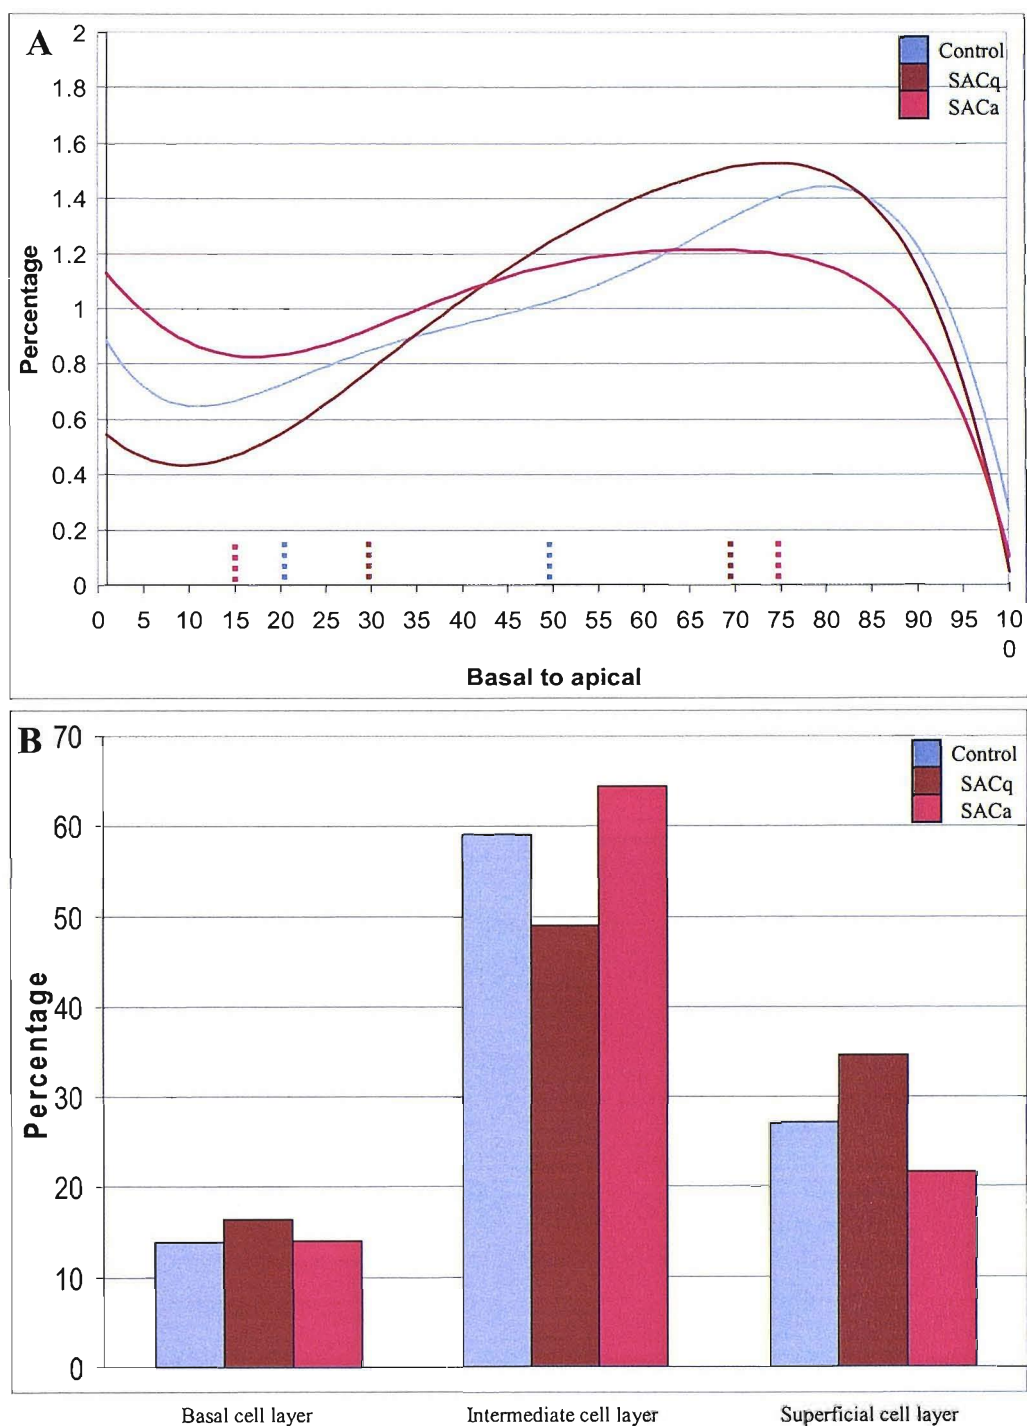 A
2
1.8
1.6
1.4
1.2
1
0.8
0.6
0.4
0.2
0
Percentage
Control
SACq
SACa
0 5 10 15 20 25 30 35 40 45 50 55 60 65 70 75 80 85 90 95 10
0
Basal to apical
B
70
60
50
40
30
20
10
0
Percentage
Control
SACq
SACa
Basal cell layer Intermediate cell layer Superficial cell layer